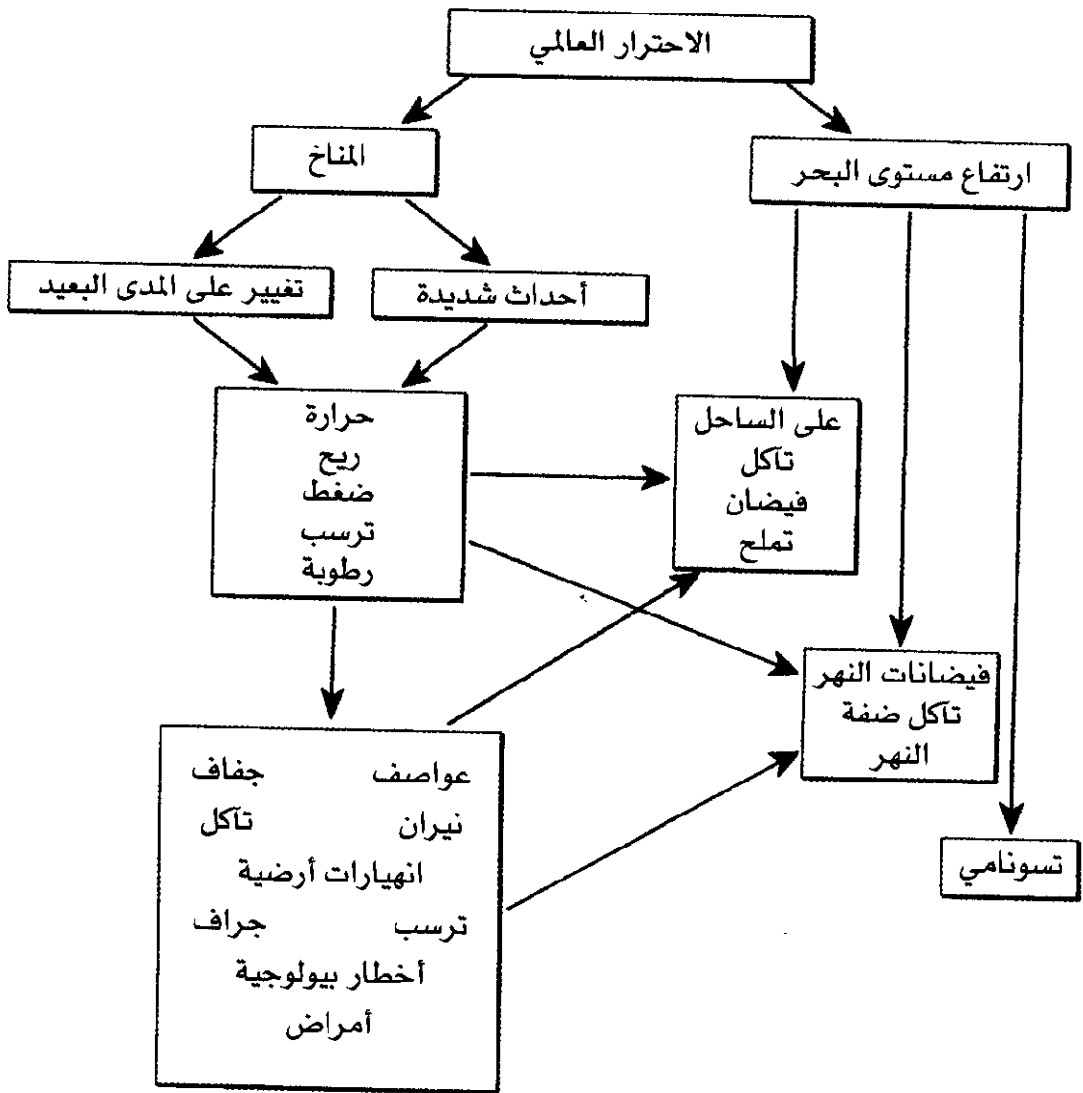 الاحترار العالمي
المناخ
ارتفاع مستوى البحر
أحداث شديدة
تغيير على المدى البعيد
حرارة
ريح
ضغط
ترسب
رطوبة
على الساحل
تآكل
فيضان
تملح
فيضانات النهر
تآكل ضفة
النهر
تسونامي
عواصف جفاف
نيران تآكل
انهيارات أرضية
ترسب جراف
أخطار بيولوجية
أمراض